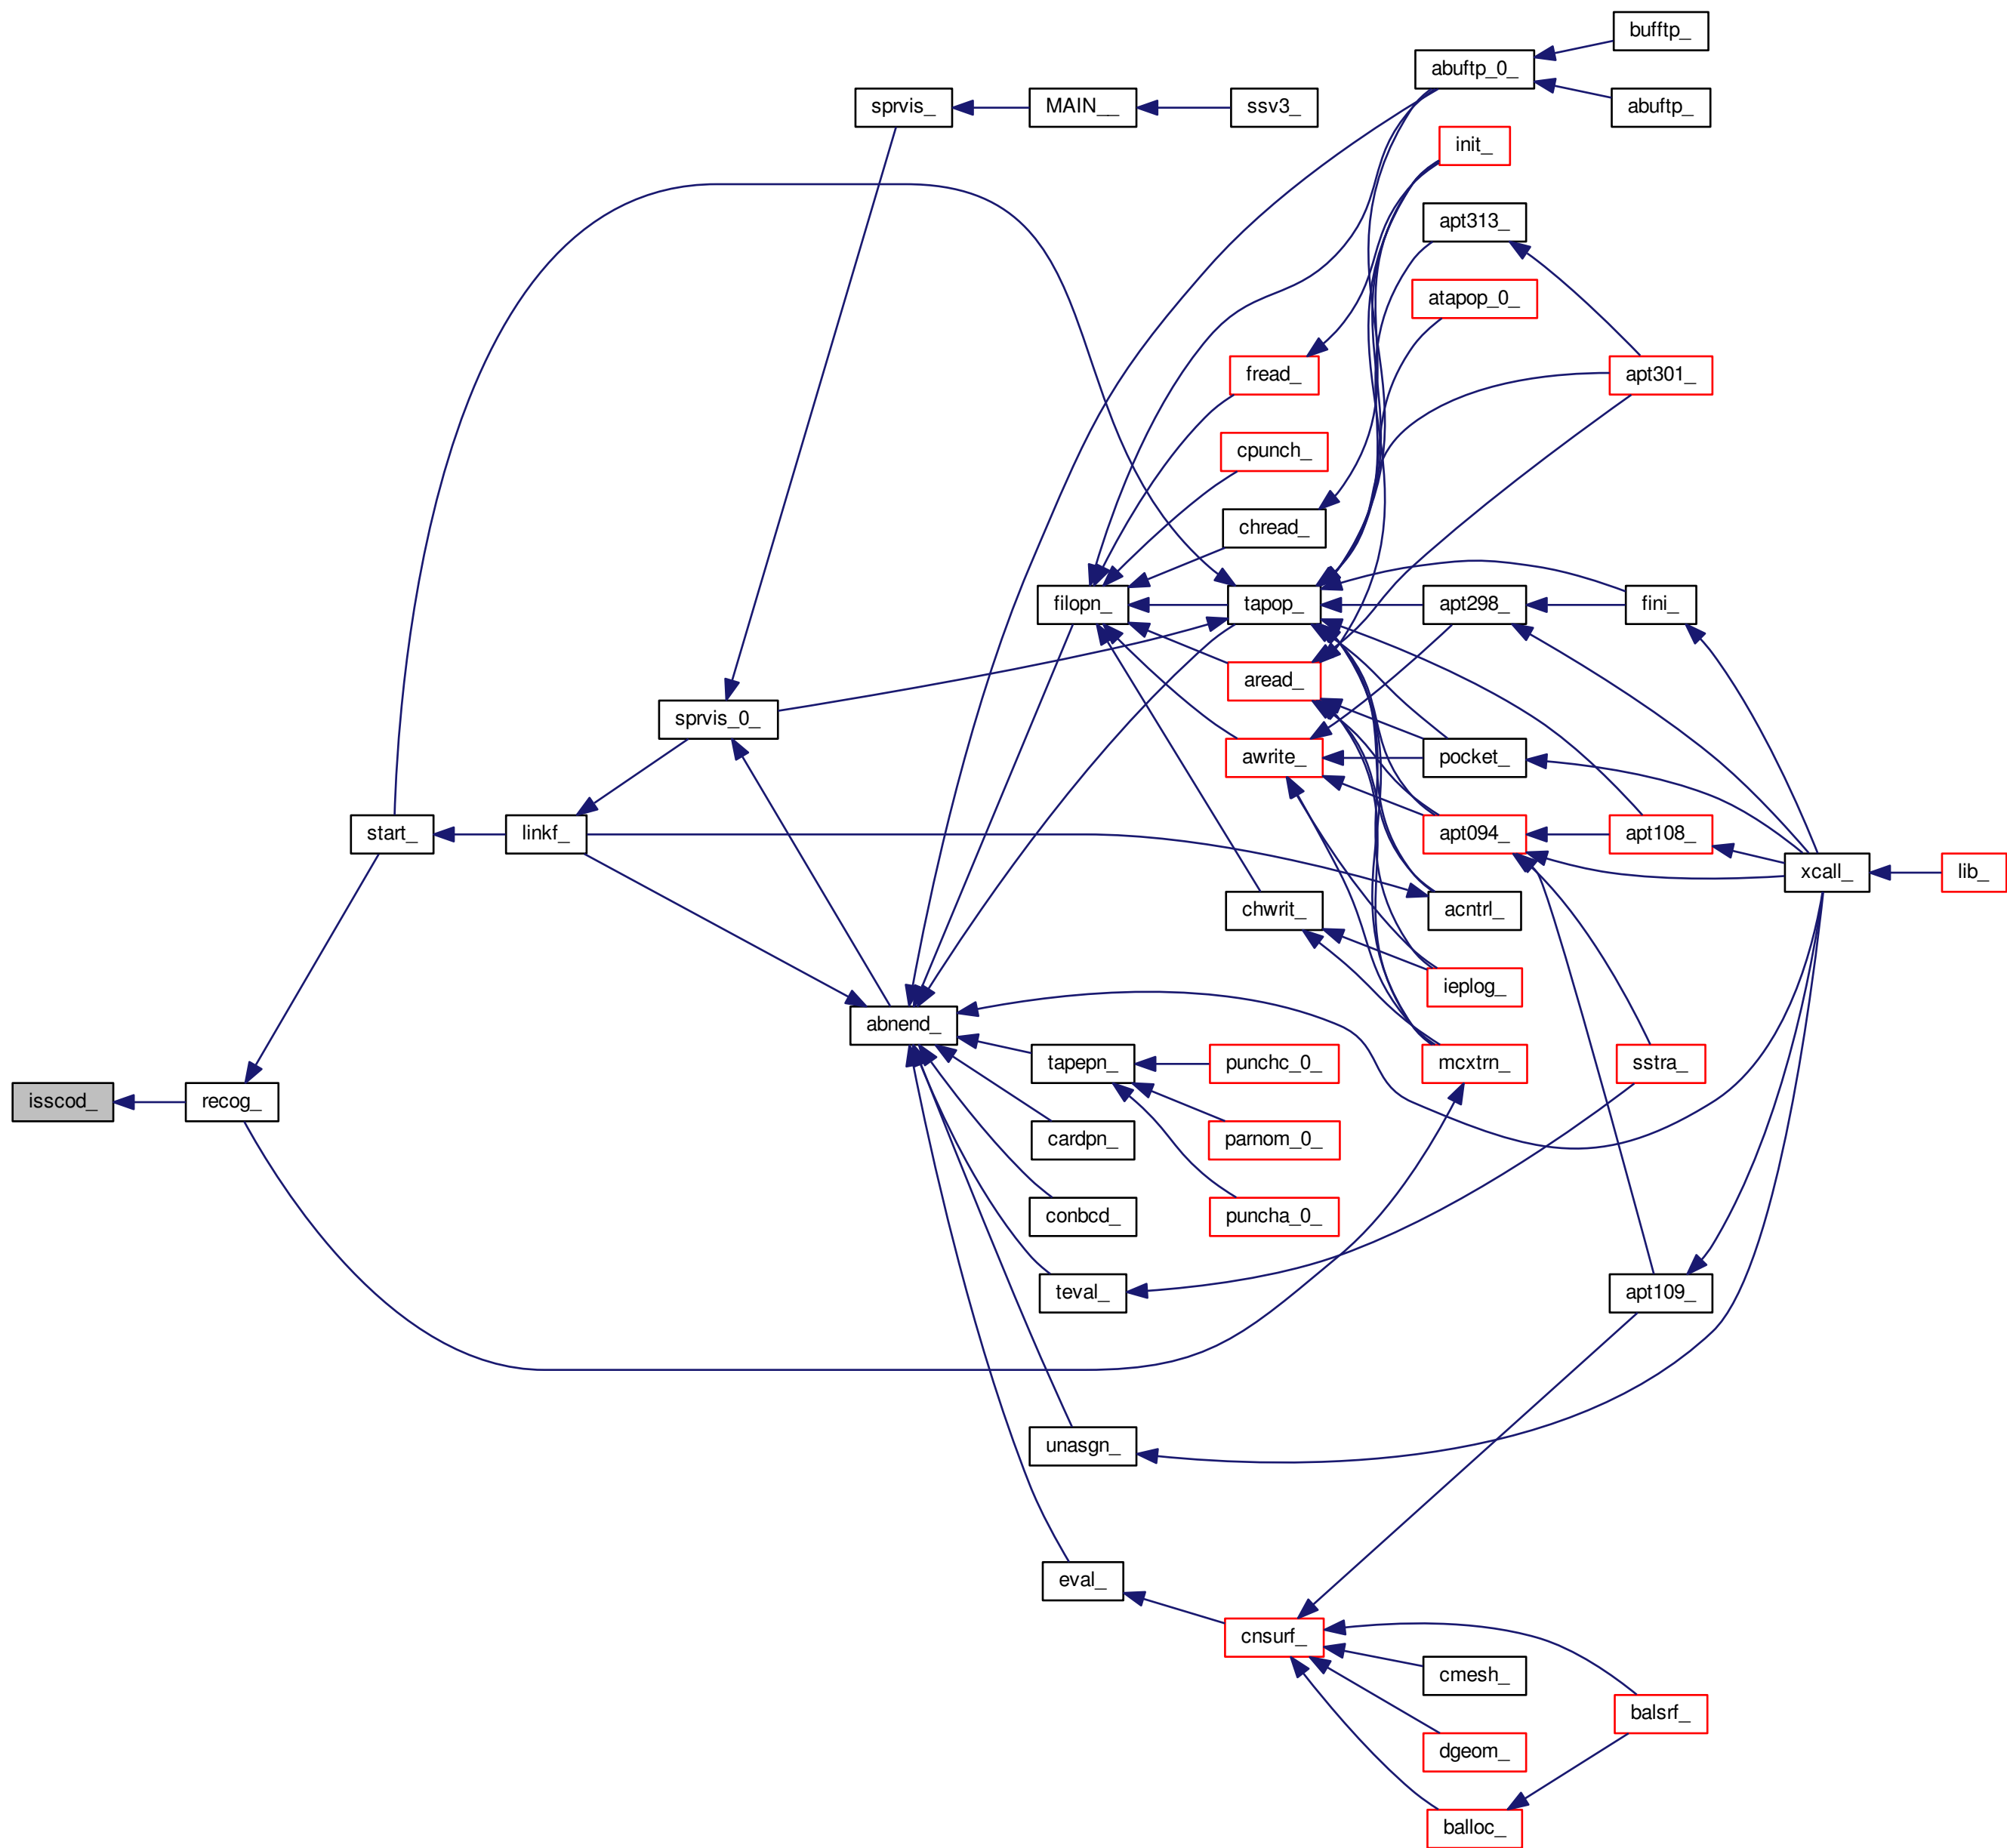 bufftp_
abuftp_0_
abuftp_
sprvis_
MAIN__
ssv3_
init_
apt313_
atapop_0_
fread_
apt301_
cpunch_
chread_
filopn_
tapop_
apt298_
fini_
aread_
sprvis_0_
awrite_
pocket_
start_
linkf_
apt094_
apt108_
xcall_
lib_
chwrit_
acntrl_
ieplog_
abnend_
tapepn_
punchc_0_
mcxtrn_
sstra_
isscod_
recog_
cardpn_
parnom_0_
conbcd_
puncha_0_
teval_
apt109_
unasgn_
eval_
cnsurf_
cmesh_
balsrf_
dgeom_
balloc_